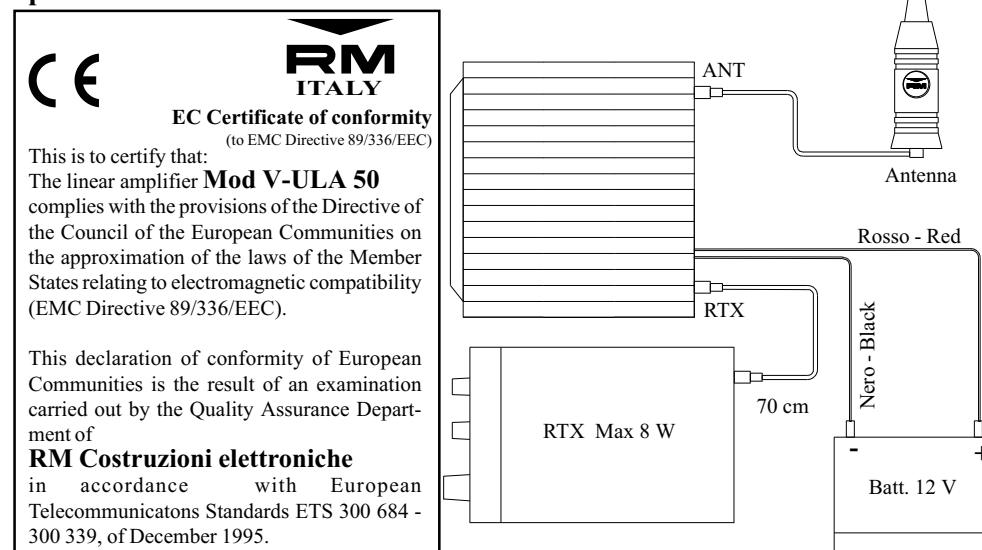 CE
RM
ITALY
EC Certificate of conformity
(to EMC Directive 89/336/EEC)
This is to certify that:
The linear amplifier Mod V-ULA 50
complies with the provisions of the Directive of
the Council of the European Communities on
the approximation of the laws of the Member
States relating to electromagnetic compatibility
(EMC Directive 89/336/EEC).
This declaration of conformity of European
Communities is the result of an examination
carried out by the Quality Assurance Depart-
ment of
RM Costruzioni elettroniche
in accordance with European
Telecommunicatons Standards ETS 300 684 -
300 339, of December 1995.
ANT
RM
Antenna
Rosso - Red
RTX
Nero - Black
70 cm
RTX Max 8 W
- +
Batt. 12 V